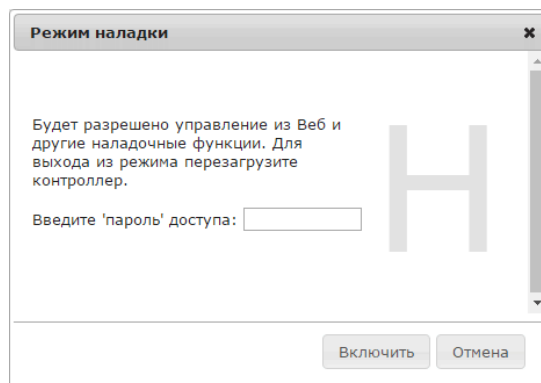 Режим наладки
Будет разрешено управление из Веб и
другие наладочные функции. Для
выхода из режима перезагрузите
контроллер.
Введите 'пароль' доступа:
Н
Включить Отмена